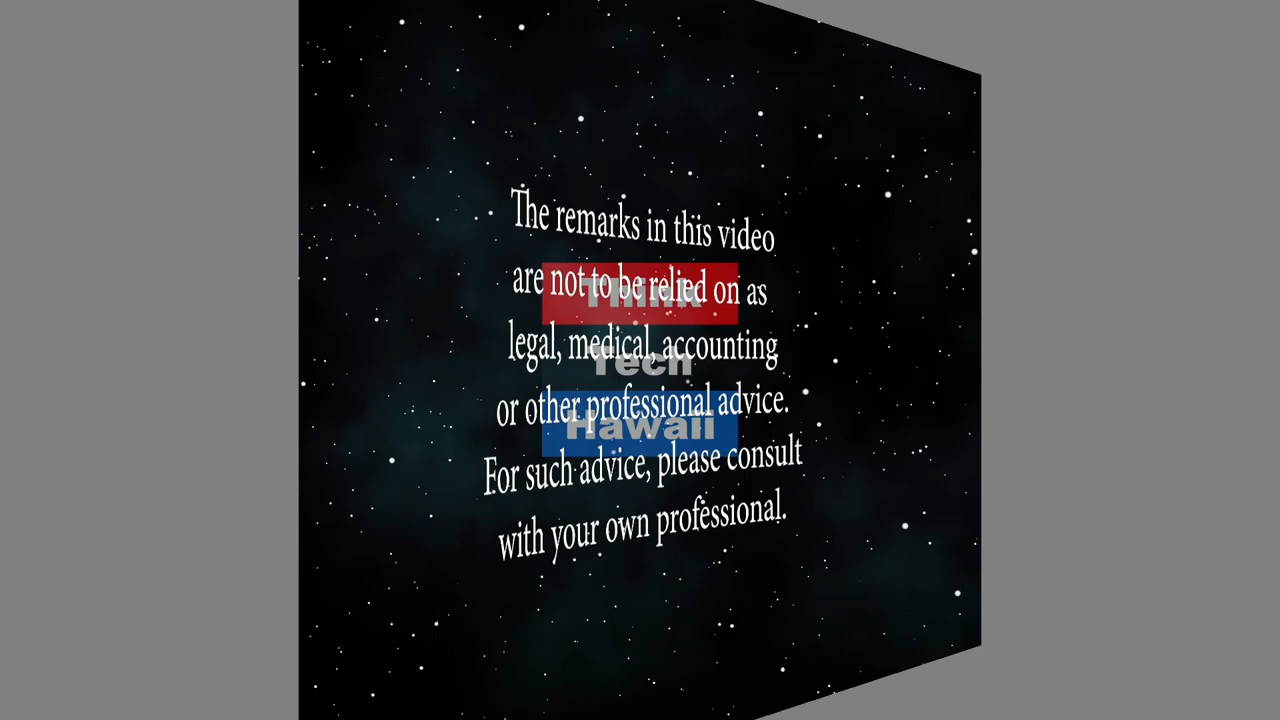 The remarks in this video
are not to be relied on as
legal, medical, accounting
or other professional advice.
For such advice, please consult
with your own professional.
Think
Tech
Hawaii